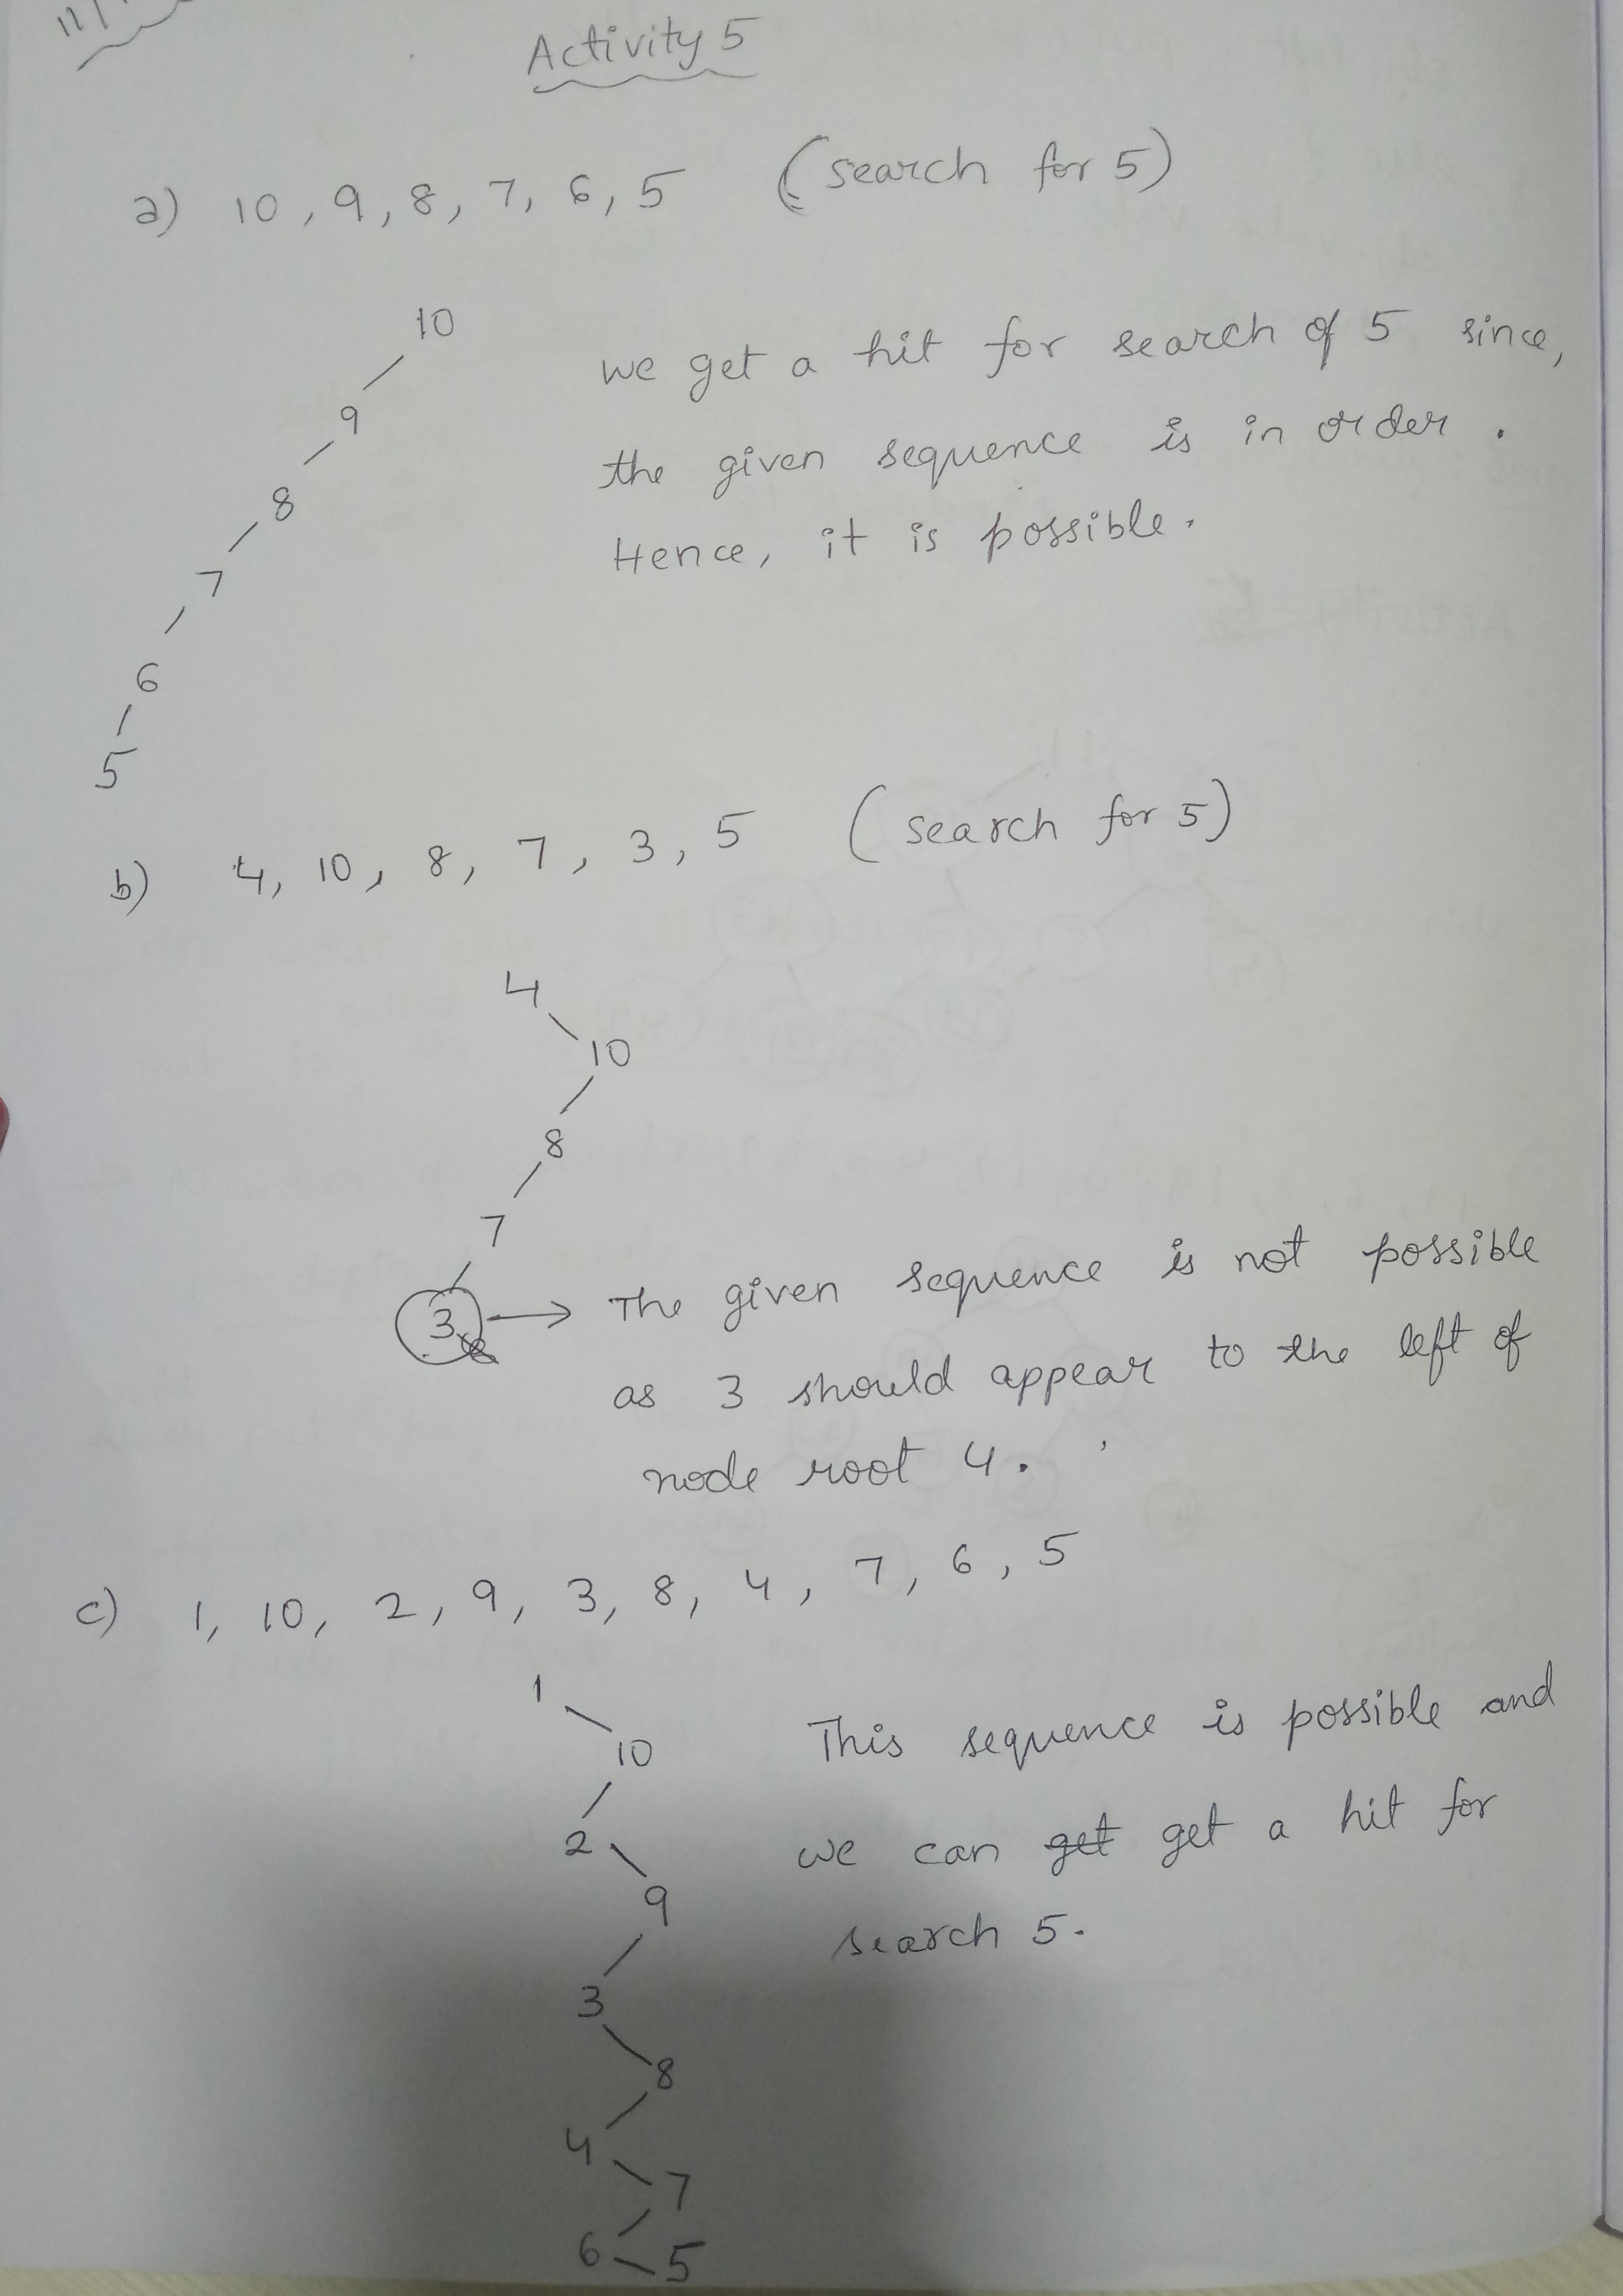 Activity 5
a) 10, 9, 8, 7, 6, 5 (search for 5)
10
9
8
7
6
5
we get a hit for search of 5 since,
the given sequence is in order.
Hence, it is possible.
b) 4, 10, 8, 7, 3, 5 (search for 5)
4
10
8
7
3 → The given sequence is not possible
as 3 should appear to the left of
node root 4.
c) 1, 10, 2, 9, 3, 8, 4, 7, 6, 5
1
10
2
9
3
8
4
7
6 5
This sequence is possible and
we can get get a hit for
search 5.